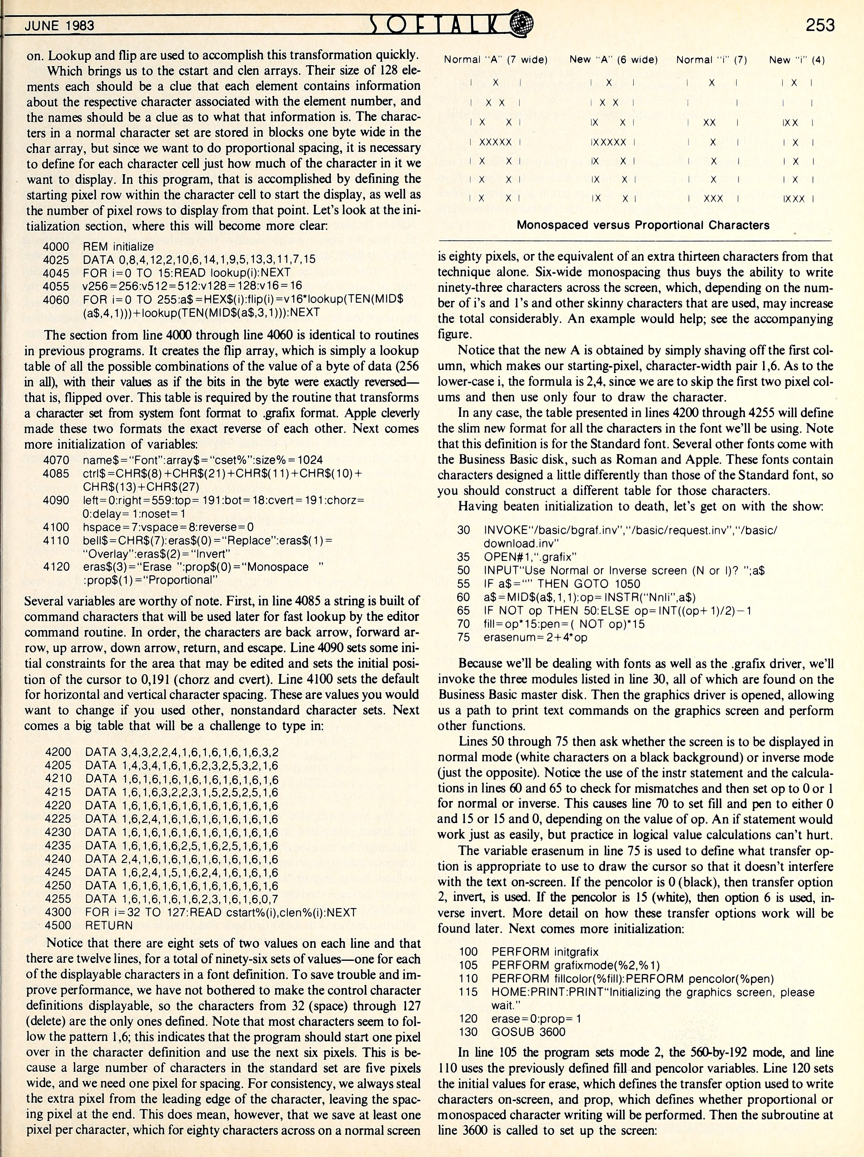 JUNE 1983
SOFTALK
253
on. Lookup and flip are used to accomplish this transformation quickly.
Which brings us to the cstart and clen arrays. Their size of 128 ele-
ments each should be a clue that each element contains information
about the respective character associated with the element number, and
the names should be a clue as to what that information is. The charac-
ters in a normal character set are stored in blocks one byte wide in the
char array, but since we want to do proportional spacing, it is necessary
to define for each character cell just how much of the character in it we
want to display. In this program, that is accomplished by defining the
starting pixel row within the character cell to start the display, as well as
the number of pixel rows to display from that point. Let's look at the ini-
tialization section, where this will become more clear:
4000 REM initialize
4025 DATA 0,8,4,12,2,10,6,14,1,9,5,13,3,11,7,15
4045 FOR i=0 TO 15:READ lookup(i):NEXT
4055 v256=256:v512=512:v128=128:v16=16
4060 FOR i=0 TO 255:a$=HEX$(i):flip(i)=v16*lookup(TEN(MID$
(a$,4,1)))+lookup(TEN(MID$(a$,3,1))):NEXT
The section from line 4000 through line 4060 is identical to routines
in previous programs. It creates the flip array, which is simply a lookup
table of all the possible combinations of the value of a byte of data (256
in all), with their values as if the bits in the byte were exactly reversed—
that is, flipped over. This table is required by the routine that transforms
a character set from system font format to .grafix format. Apple cleverly
made these two formats the exact reverse of each other. Next comes
more initialization of variables:
4070 name$="Font":array$="cset%":size%=1024
4085 ctrl$=CHR$(8)+CHR$(21)+CHR$(11)+CHR$(10)+
CHR$(13)+CHR$(27)
4090 left=0:right=559:top=191:bot=18:cvert=191:chorz=
0:delay=1:noset=1
4100 hspace=7:vspace=8:reverse=0
4110 bell$=CHR$(7):eras$(0)="Replace":eras$(1)=
"Overlay":eras$(2)="Invert"
4120 eras$(3)="Erase ":prop$(0)="Monospace "
:prop$(1)="Proportional"
Several variables are worthy of note. First, in line 4085 a string is built of
command characters that will be used later for fast lookup by the editor
command routine. In order, the characters are back arrow, forward ar-
row, up arrow, down arrow, return, and escape. Line 4090 sets some ini-
tial constraints for the area that may be edited and sets the initial posi-
tion of the cursor to 0,191 (chorz and cvert). Line 4100 sets the default
for horizontal and vertical character spacing. These are values you would
want to change if you used other, nonstandard character sets. Next
comes a big table that will be a challenge to type in:
4200 DATA 3,4,3,2,2,4,1,6,1,6,1,6,1,6,3,2
4205 DATA 1,4,3,4,1,6,1,6,2,3,2,5,3,2,1,6
4210 DATA 1,6,1,6,1,6,1,6,1,6,1,6,1,6,1,6
4215 DATA 1,6,1,6,3,2,2,3,1,5,2,5,2,5,1,6
4220 DATA 1,6,1,6,1,6,1,6,1,6,1,6,1,6,1,6
4225 DATA 1,6,2,4,1,6,1,6,1,6,1,6,1,6,1,6
4230 DATA 1,6,1,6,1,6,1,6,1,6,1,6,1,6,1,6
4235 DATA 1,6,1,6,1,6,2,5,1,6,2,5,1,6,1,6
4240 DATA 2,4,1,6,1,6,1,6,1,6,1,6,1,6,1,6
4245 DATA 1,6,2,4,1,5,1,6,2,4,1,6,1,6,1,6
4250 DATA 1,6,1,6,1,6,1,6,1,6,1,6,1,6,1,6
4255 DATA 1,6,1,6,1,6,1,6,2,3,1,6,1,6,0,7
4300 FOR i=32 TO 127:READ cstart%(i),clen%(i):NEXT
4500 RETURN
Notice that there are eight sets of two values on each line and that
there are twelve lines, for a total of ninety-six sets of values—one for each
of the displayable characters in a font definition. To save trouble and im-
prove performance, we have not bothered to make the control character
definitions displayable, so the characters from 32 (space) through 127
(delete) are the only ones defined. Note that most characters seem to fol-
low the pattern 1,6; this indicates that the program should start one pixel
over in the character definition and use the next six pixels. This is be-
cause a large number of characters in the standard set are five pixels
wide, and we need one pixel for spacing. For consistency, we always steal
the extra pixel from the leading edge of the character, leaving the spac-
ing pixel at the end. This does mean, however, that we save at least one
pixel per character, which for eighty characters across on a normal screen
Normal "A" (7 wide) New "A" (6 wide) Normal "i" (7) New "i" (4)
| X | | X | | X | | X |
| X X | | X X | | | | |
| X X | |X X | | XX | |XX |
| XXXXX | |XXXXX | | X | | X |
| X X | |X X | | X | | X |
| X X | |X X | | X | | X |
| X X | |X X | | XXX | |XXX |
Monospaced versus Proportional Characters
is eighty pixels, or the equivalent of an extra thirteen characters from that
technique alone. Six-wide monospacing thus buys the ability to write
ninety-three characters across the screen, which, depending on the num-
ber of i's and l's and other skinny characters that are used, may increase
the total considerably. An example would help; see the accompanying
figure.
Notice that the new A is obtained by simply shaving off the first col-
umn, which makes our starting-pixel, character-width pair 1,6. As to the
lower-case i, the formula is 2,4, since we are to skip the first two pixel col-
ums and then use only four to draw the character.
In any case, the table presented in lines 4200 through 4255 will define
the slim new format for all the characters in the font we'll be using. Note
that this definition is for the Standard font. Several other fonts come with
the Business Basic disk, such as Roman and Apple. These fonts contain
characters designed a little differently than those of the Standard font, so
you should construct a different table for those characters.
Having beaten initialization to death, let's get on with the show:
30 INVOKE"/basic/bgraf.inv","/basic/request.inv","/basic/
download.inv"
35 OPEN#1,".grafix"
50 INPUT"Use Normal or Inverse screen (N or I)? ";a$
55 IF a$="" THEN GOTO 1050
60 a$=MID$(a$,1,1):op=INSTR("NnIi",a$)
65 IF NOT op THEN 50:ELSE op=INT((op+1)/2)-1
70 fill=op*15:pen=( NOT op)*15
75 erasenum=2+4*op
Because we'll be dealing with fonts as well as the .grafix driver, we'll
invoke the three modules listed in line 30, all of which are found on the
Business Basic master disk. Then the graphics driver is opened, allowing
us a path to print text commands on the graphics screen and perform
other functions.
Lines 50 through 75 then ask whether the screen is to be displayed in
normal mode (white characters on a black background) or inverse mode
(just the opposite). Notice the use of the instr statement and the calcula-
tions in lines 60 and 65 to check for mismatches and then set op to 0 or 1
for normal or inverse. This causes line 70 to set fill and pen to either 0
and 15 or 15 and 0, depending on the value of op. An if statement would
work just as easily, but practice in logical value calculations can't hurt.
The variable erasenum in line 75 is used to define what transfer op-
tion is appropriate to use to draw the cursor so that it doesn't interfere
with the text on-screen. If the pencolor is 0 (black), then transfer option
2, invert, is used. If the pencolor is 15 (white), then option 6 is used, in-
verse invert. More detail on how these transfer options work will be
found later. Next comes more initialization:
100 PERFORM initgrafix
105 PERFORM grafixmode(%2,%1)
110 PERFORM fillcolor(%fill):PERFORM pencolor(%pen)
115 HOME:PRINT:PRINT"Initializing the graphics screen, please
wait."
120 erase=0:prop=1
130 GOSUB 3600
In line 105 the program sets mode 2, the 560-by-192 mode, and line
110 uses the previously defined fill and pencolor variables. Line 120 sets
the initial values for erase, which defines the transfer option used to write
characters on-screen, and prop, which defines whether proportional or
monospaced character writing will be performed. Then the subroutine at
line 3600 is called to set up the screen: